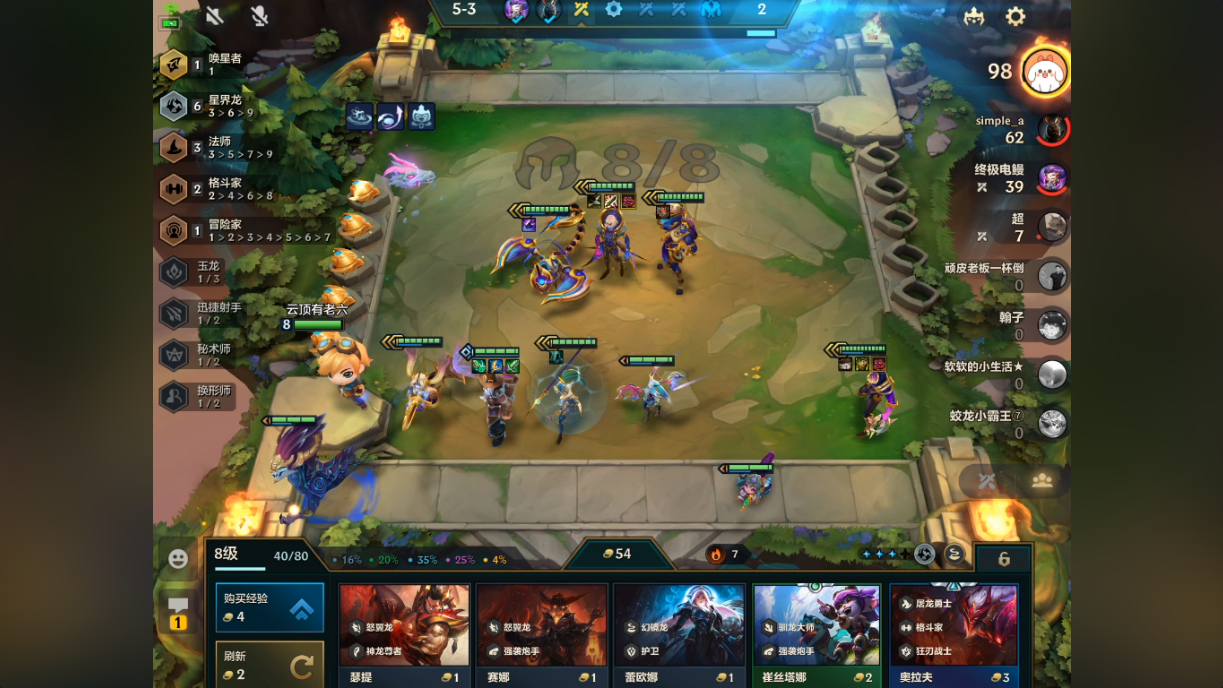 5-3
2
1 唤星者
1
6 星界龙
3 > 6 > 9
3 法师
3 > 5 > 7 > 9
2 格斗家
2 > 4 > 6 > 8
1 冒险家
1 > 2 > 3 > 4 > 5 > 6 > 7
玉龙
1 / 3
迅捷射手
1 / 2
秘术师
1 / 2
换形师
1 / 2
8/8
云顶有老六
8
98
simple_a
62
终极电鳗
39
超
7
顽皮老板一杯倒
0
翰子
0
软软的小生活★
0
蛟龙小霸王⑦
0
8级
40/80
16% 20% 35% 25% 4%
54
7
6
购买经验
4
刷新
2
1
怒翼龙
神龙尊者
瑟提 1
怒翼龙
强袭炮手
赛娜 1
幻镜龙
护卫
蕾欧娜 1
驯龙大师
强袭炮手
崔丝塔娜 2
屠龙勇士
格斗家
狂刃战士
奥拉夫 3